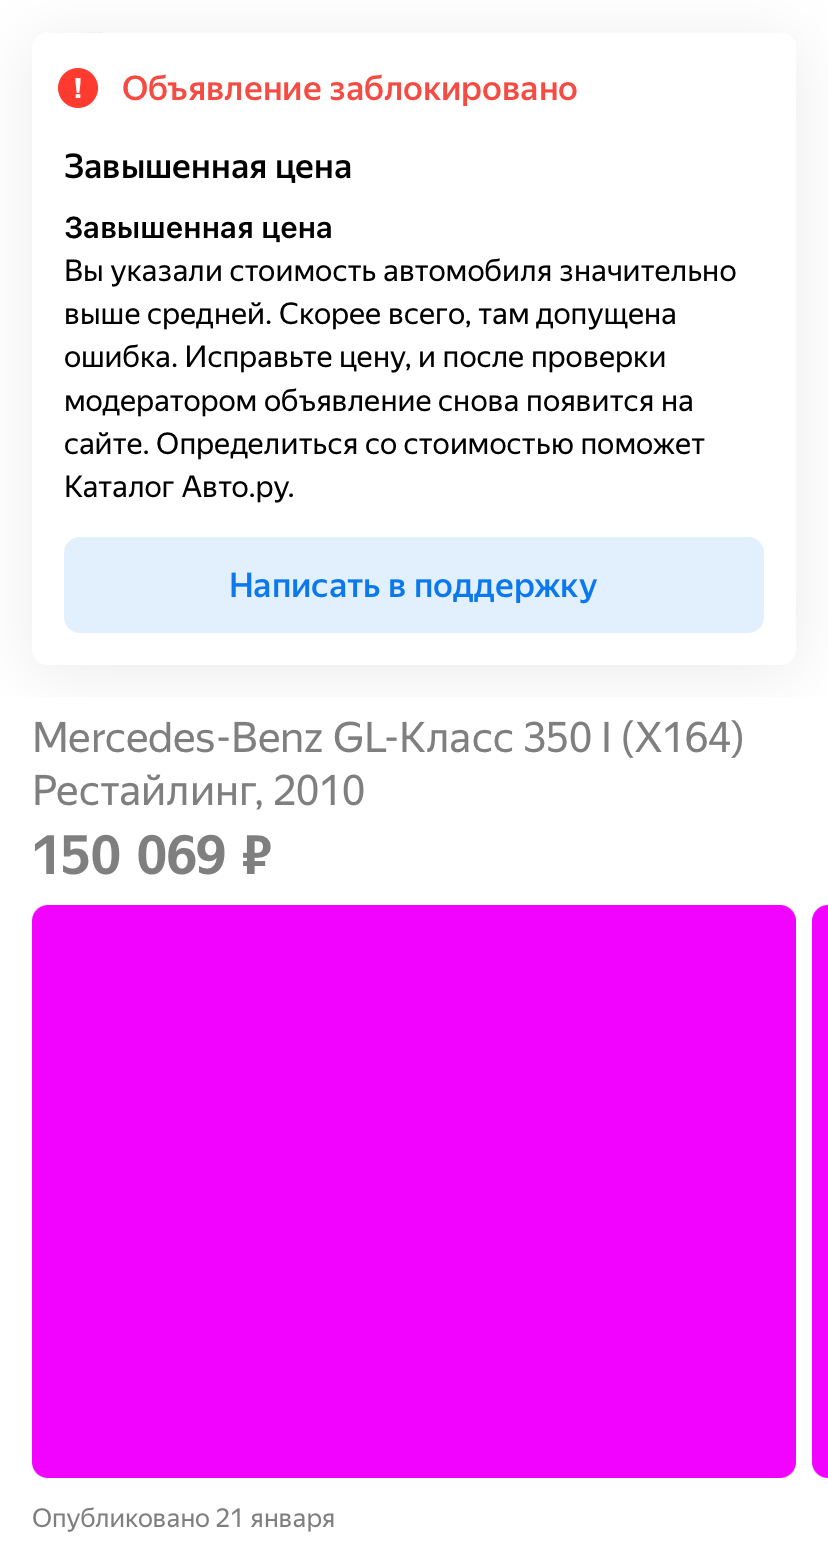 Объявление заблокировано
Завышенная цена
Завышенная цена
Вы указали стоимость автомобиля значительно
выше средней. Скорее всего, там допущена
ошибка. Исправьте цену, и после проверки
модератором объявление снова появится на
сайте. Определиться со стоимостью поможет
Каталог Авто.ру.
Написать в поддержку
Mercedes-Benz GL-Класс 350 I (X164)
Рестайлинг, 2010
150 069 ₽
Опубликовано 21 января